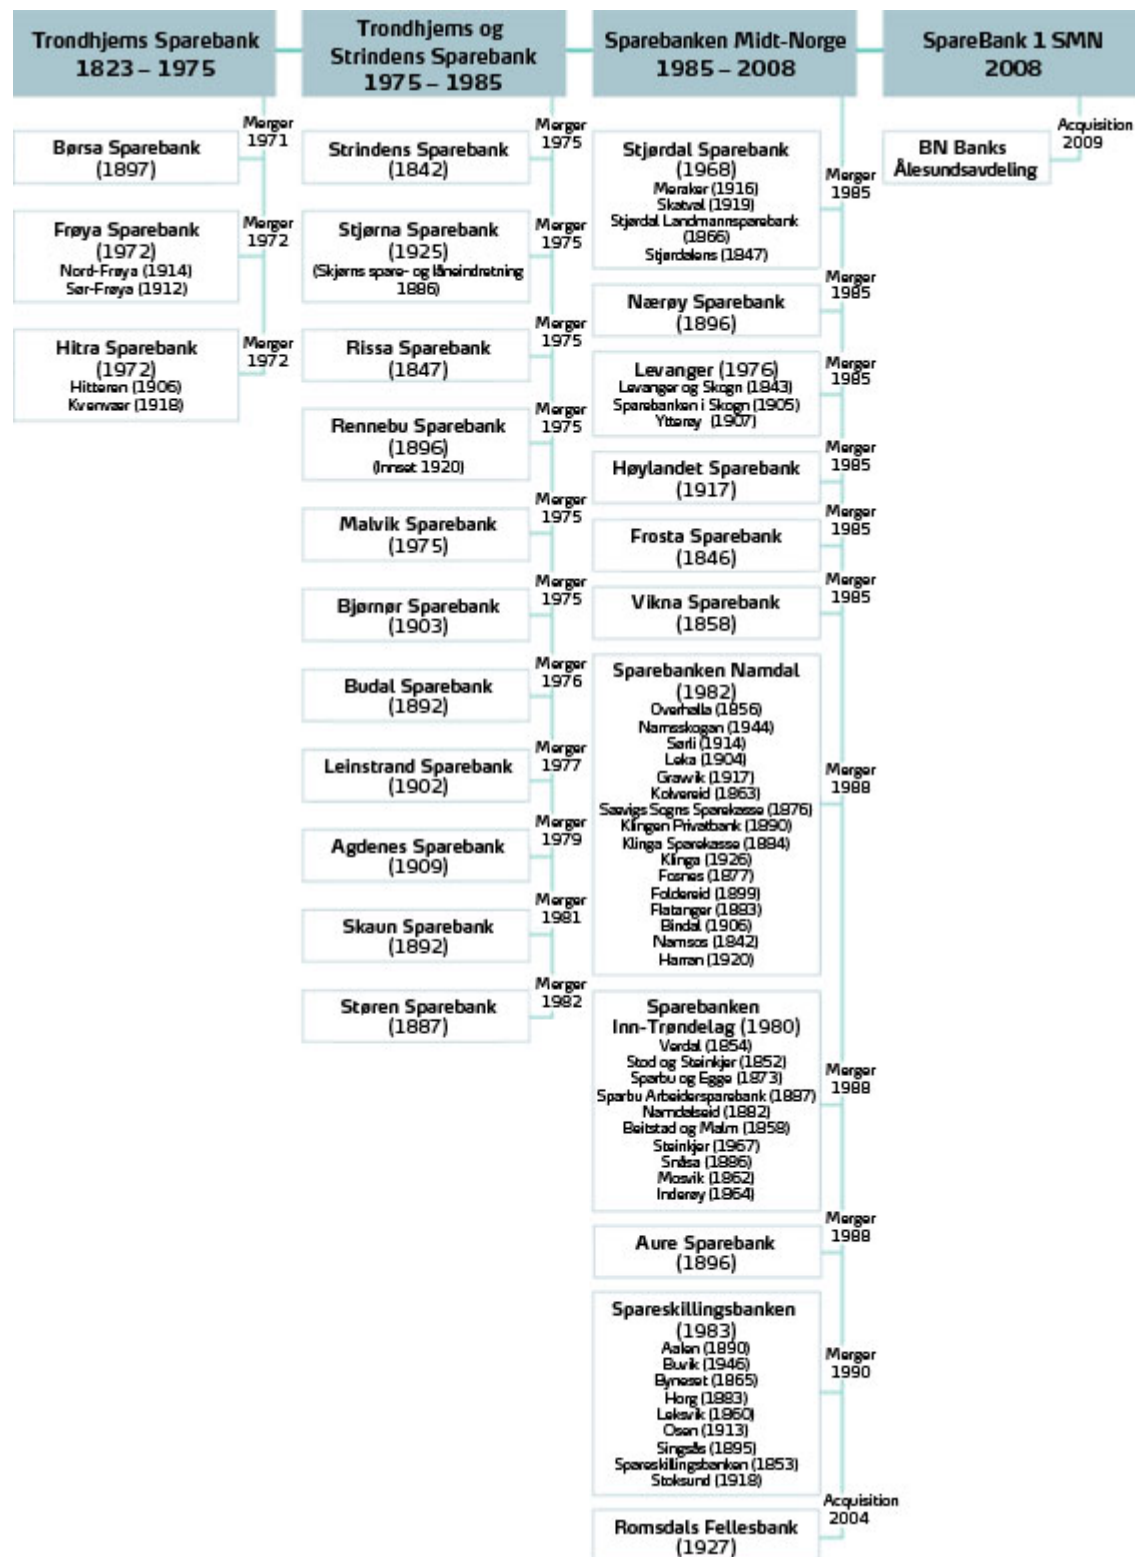 Trondhjems Sparebank
1823 – 1975
Merger
1971
Børsa Sparebank
(1897)
Merger
1972
Frøya Sparebank
(1972)
Nord-Frøya (1914)
Sør-Frøya (1912)
Merger
1972
Hitra Sparebank
(1972)
Hitteren (1906)
Kvenvær (1918)
Trondhjems og
Strindens Sparebank
1975 – 1985
Merger
1975
Strindens Sparebank
(1842)
Merger
1975
Stjørna Sparebank
(1925)
(Skjørns spare- og låneindretning
1886)
Merger
1975
Rissa Sparebank
(1847)
Merger
1975
Rennebu Sparebank
(1896)
(Innset 1920)
Merger
1975
Malvik Sparebank
(1975)
Merger
1975
Bjørnør Sparebank
(1903)
Merger
1976
Budal Sparebank
(1892)
Merger
1977
Leinstrand Sparebank
(1902)
Merger
1979
Agdenes Sparebank
(1909)
Merger
1981
Skaun Sparebank
(1892)
Merger
1982
Støren Sparebank
(1887)
Sparebanken Midt-Norge
1985 – 2008
Stjørdal Sparebank
(1968)
Meraker (1916)
Skatval (1919)
Stjørdal Landmannsparebank
(1866)
Stjørdalens (1847)
Merger
1985
Merger
1985
Nærøy Sparebank
(1896)
Merger
1985
Levanger (1976)
Levanger og Skogn (1843)
Sparebanken i Skogn (1905)
Ytterøy (1907)
Merger
1985
Høylandet Sparebank
(1917)
Merger
1985
Frosta Sparebank
(1846)
Merger
1985
Vikna Sparebank
(1858)
Sparebanken Namdal
(1982)
Overhalla (1856)
Namsskogan (1944)
Sørli (1914)
Leka (1904)
Gravvik (1917)
Kolvereid (1863)
Sævigs Sogns Sparekasse (1876)
Klingen Privatbank (1890)
Klinga Sparekasse (1884)
Klinga (1926)
Fosnes (1877)
Foldereid (1899)
Flatanger (1883)
Bindal (1906)
Namsos (1842)
Harran (1920)
Merger
1988
Sparebanken
Inn-Trøndelag (1980)
Verdal (1854)
Stod og Steinkjer (1852)
Sparbu og Egge (1873)
Sparbu Arbeidersparebank (1887)
Namdalseid (1882)
Beitstad og Malm (1858)
Steinkjer (1967)
Snåsa (1886)
Mosvik (1862)
Inderøy (1864)
Merger
1988
Merger
1988
Aure Sparebank
(1896)
Spareskillingsbanken
(1983)
Aalen (1890)
Buvik (1946)
Byneset (1865)
Horg (1883)
Leksvik (1860)
Osen (1913)
Singsås (1895)
Spareskillingsbanken (1853)
Stoksund (1918)
Merger
1990
Acquisition
2004
Romsdals Fellesbank
(1927)
SpareBank 1 SMN
2008
Acquisition
2009
BN Banks
Ålesundsavdeling